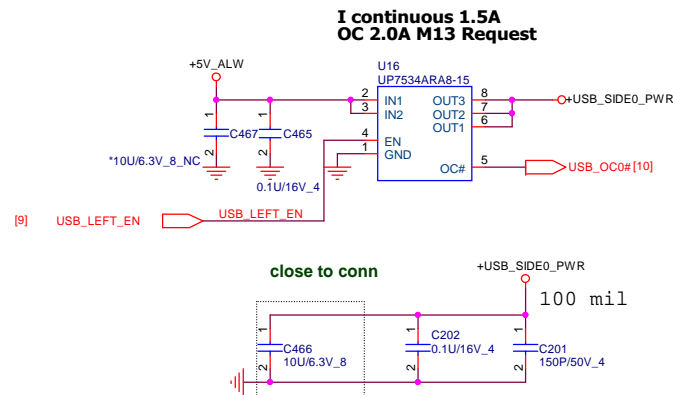 I continuous 1.5A
OC 2.0A M13 Request
+5V_ALW
U16
UP7534ARA8-15
2 IN1 OUT3 8 +USB_SIDE0_PWR
3 IN2 OUT2 7
OUT1 6
4 EN
1 GND
OC# 5 USB_OC0# [10]
1 1
C467 C465
2 2
*10U/6.3V_8_NC
0.1U/16V_4
[9] USB_LEFT_EN USB_LEFT_EN
close to conn
+USB_SIDE0_PWR
100 mil
1 1 1
C466 C202 C201
10U/6.3V_8 0.1U/16V_4 150P/50V_4
2 2 2